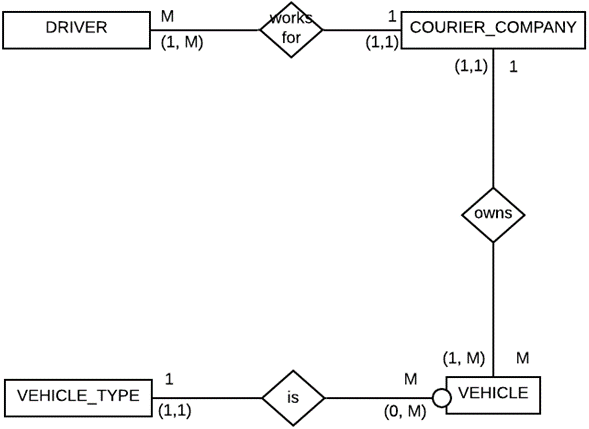 DRIVER
M
(1, M)
works
for
1
(1,1)
COURIER_COMPANY
(1,1)
1
owns
(1, M)
M
VEHICLE_TYPE
1
(1,1)
is
M
(0, M)
VEHICLE